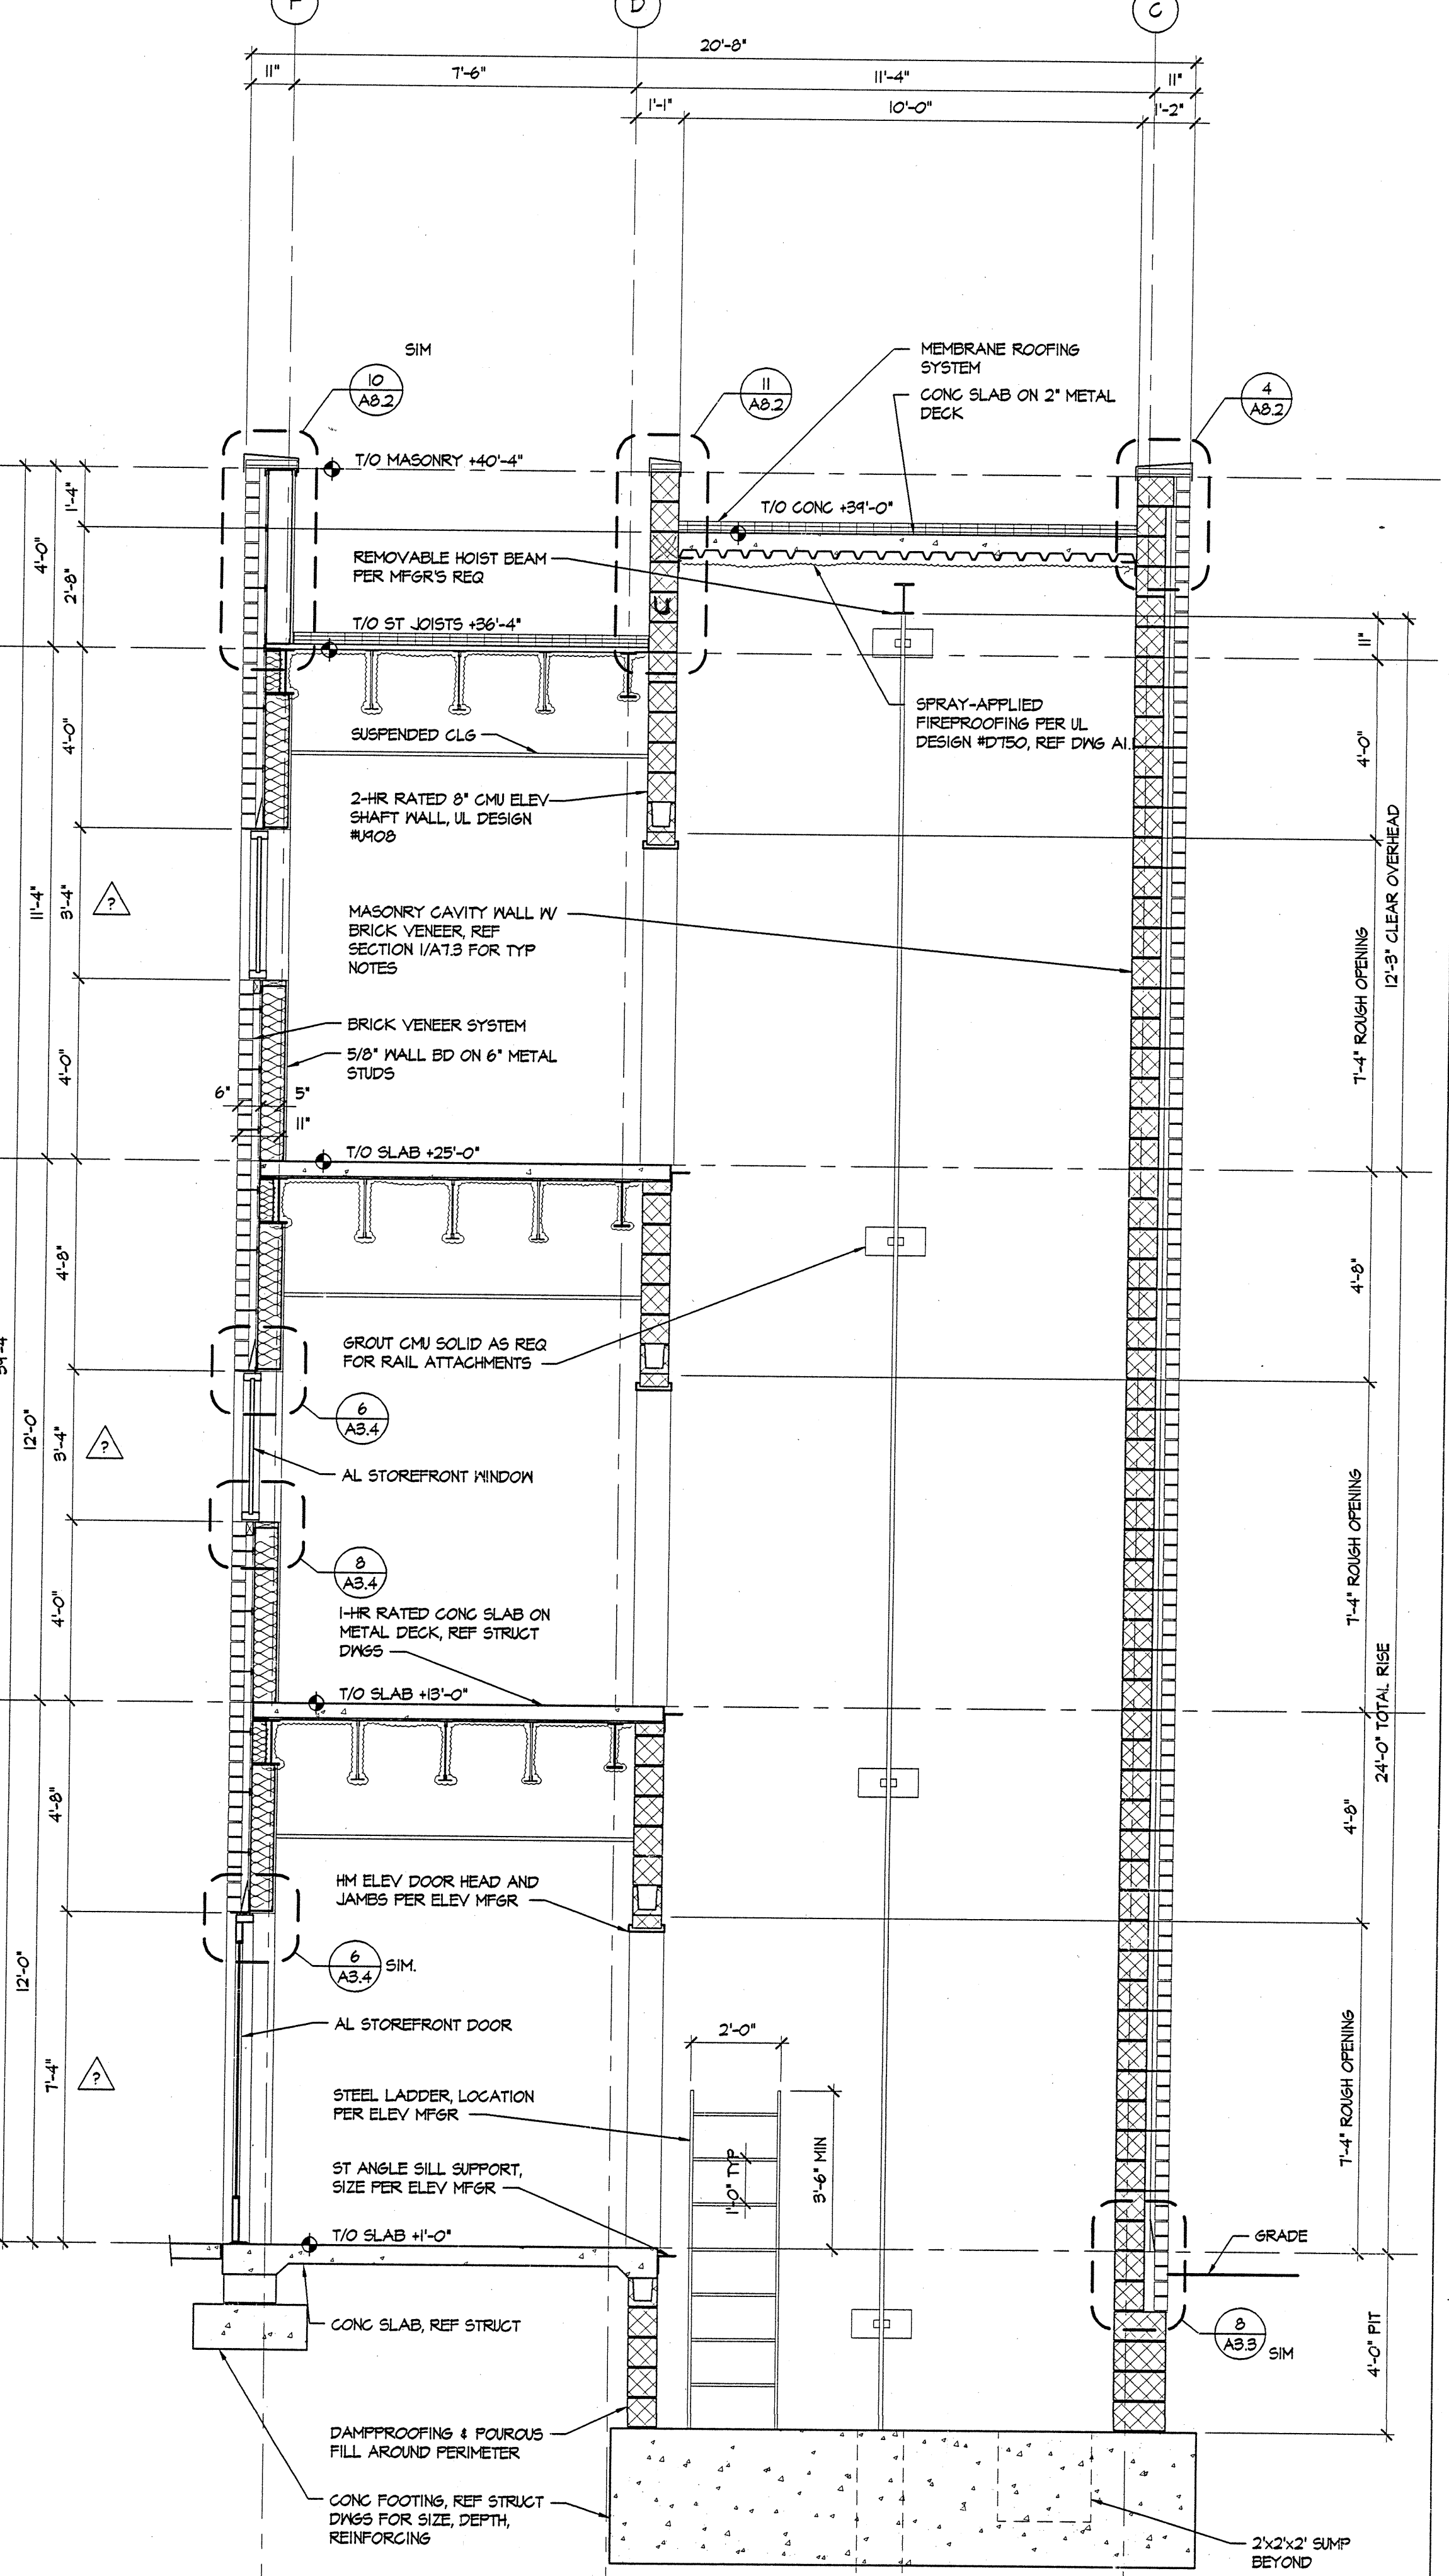 F
D
C
20'-8"
11"
7'-6"
11'-4"
11"
1'-1"
10'-0"
1'-2"
SIM
10
A8.2
11
A8.2
4
A8.2
MEMBRANE ROOFING
SYSTEM
CONC SLAB ON 2" METAL
DECK
T/O MASONRY +40'-4"
T/O CONC +39'-0"
1'-4"
4'-0"
2'-8"
REMOVABLE HOIST BEAM
PER MFGR'S REQ
T/O ST JOISTS +36'-4"
11"
SPRAY-APPLIED
FIREPROOFING PER UL
DESIGN #D750, REF DWG A1.
SUSPENDED CLG
4'-0"
4'-0"
2-HR RATED 8" CMU ELEV
SHAFT WALL, UL DESIGN
#U908
12'-3" CLEAR OVERHEAD
11'-4"
3'-4"
?
MASONRY CAVITY WALL W/
BRICK VENEER, REF
SECTION 1/A7.3 FOR TYP
NOTES
7'-4" ROUGH OPENING
BRICK VENEER SYSTEM
5/8" WALL BD ON 6" METAL
STUDS
4'-0"
6"
5"
11"
T/O SLAB +25'-0"
4'-8"
4'-8"
GROUT CMU SOLID AS REQ
FOR RAIL ATTACHMENTS
39'-4
6
A3.4
12'-0"
3'-4"
?
AL STOREFRONT WINDOW
7'-4" ROUGH OPENING
8
A3.4
4'-0"
1-HR RATED CONC SLAB ON
METAL DECK, REF STRUCT
DWGS
24'-0" TOTAL RISE
T/O SLAB +13'-0"
4'-8"
4'-8"
HM ELEV DOOR HEAD AND
JAMBS PER ELEV MFGR
6
A3.4
SIM.
12'-0"
AL STOREFRONT DOOR
2'-0"
7'-4"
?
STEEL LADDER, LOCATION
PER ELEV MFGR
1'-0" TYP
3'-6" MIN
7'-4" ROUGH OPENING
ST ANGLE SILL SUPPORT,
SIZE PER ELEV MFGR
T/O SLAB +1'-0"
GRADE
CONC SLAB, REF STRUCT
8
A3.3
SIM
4'-0" PIT
DAMPPROOFING & POUROUS
FILL AROUND PERIMETER
CONC FOOTING, REF STRUCT
DWGS FOR SIZE, DEPTH,
REINFORCING
2'x2'x2' SUMP
BEYOND